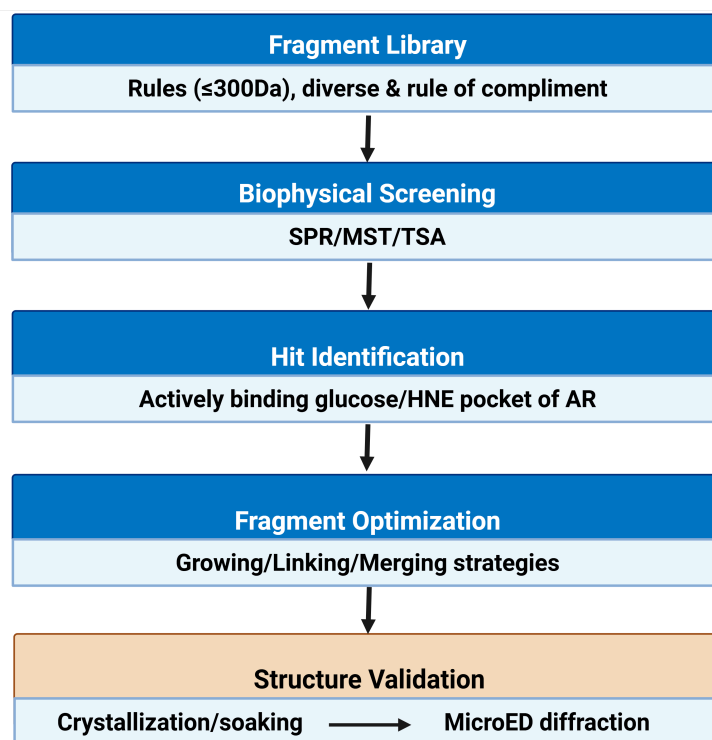 Fragment Library
Rules (≤300Da), diverse & rule of compliment
Biophysical Screening
SPR/MST/TSA
Hit Identification
Actively binding glucose/HNE pocket of AR
Fragment Optimization
Growing/Linking/Merging strategies
Structure Validation
Crystallization/soaking MicroED diffraction